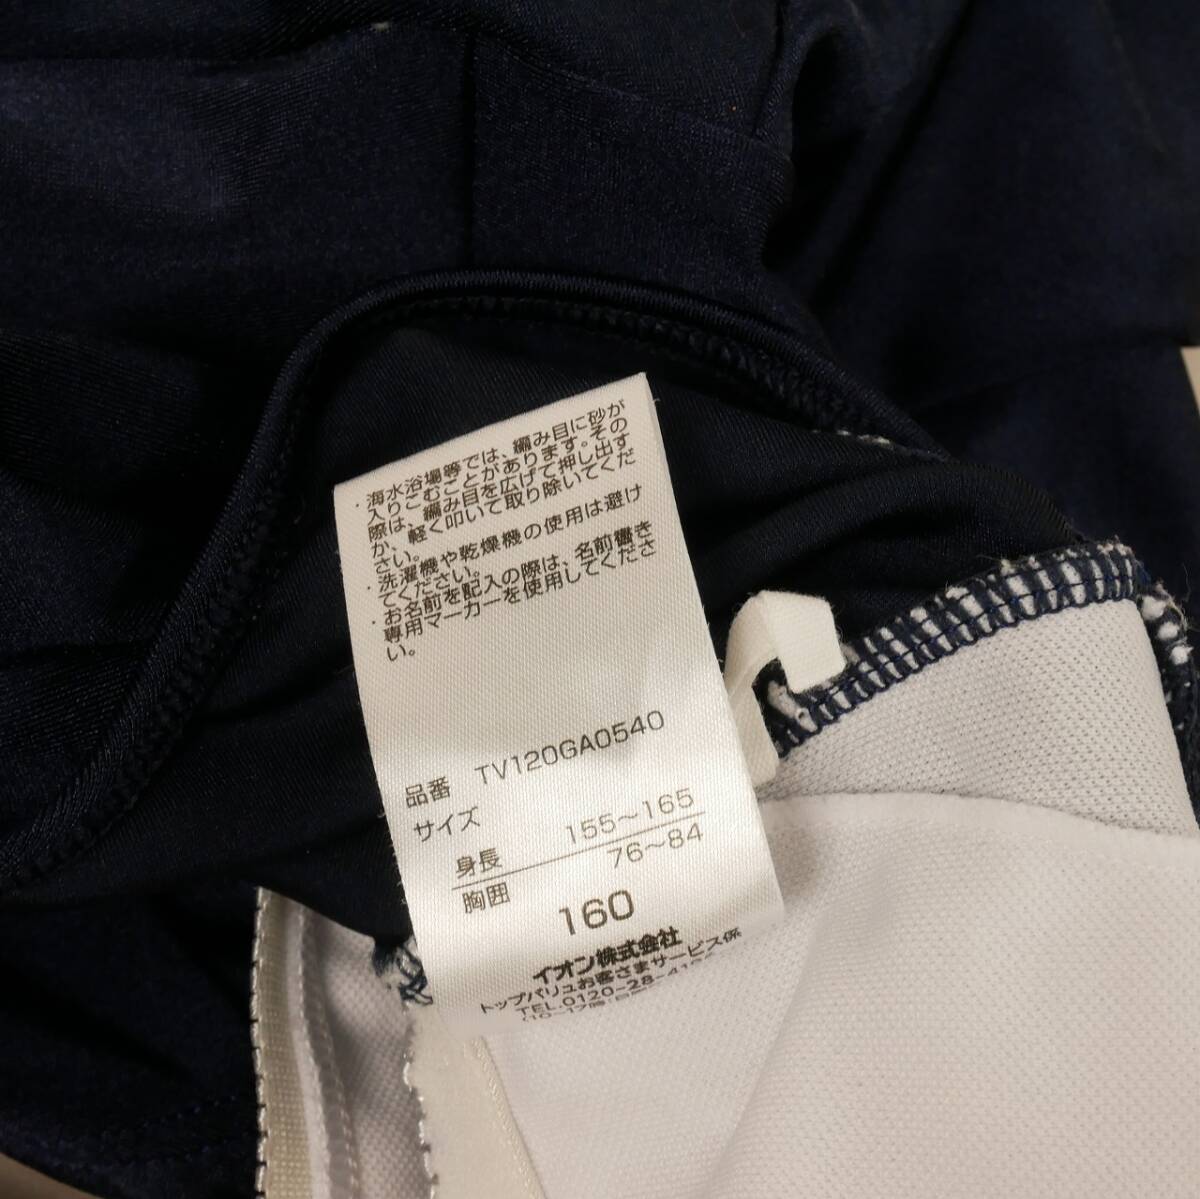 ・海水浴場等では、編み目に砂が
入りこむことがあります。その
際は、編み目を広げて押し出す
か、軽く叩いて取り除いてくだ
さい。
・洗濯機や乾燥機の使用は避け
てください。
・お名前を記入の際は、名前書き
専用マーカーを使用してくださ
い。
品番 TV120GA0540
サイズ
身長 155~165
胸囲 76~84
160
イオン株式会社
トップバリュお客さまサービス係
TEL.0120-28-